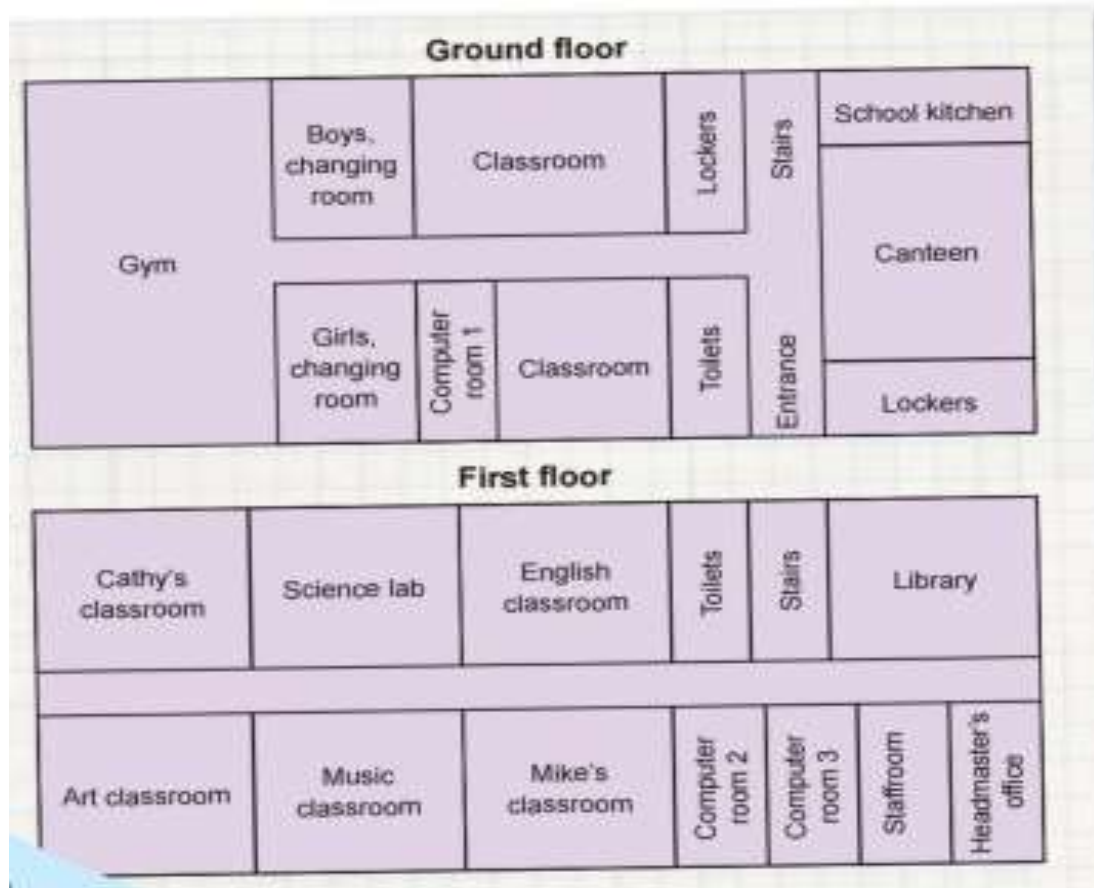 Ground floor
Boys,
changing
room
Classroom
Lockers
Stairs
School kitchen
Gym
Canteen
Girls,
changing
room
Computer
room 1
Classroom
Toilets
Entrance
Lockers
First floor
Cathy's
classroom
Science lab
English
classroom
Toilets
Stairs
Library
Art classroom
Music
classroom
Mike's
classroom
Computer
room 2
Computer
room 3
Staffroom
Headmaster's
office